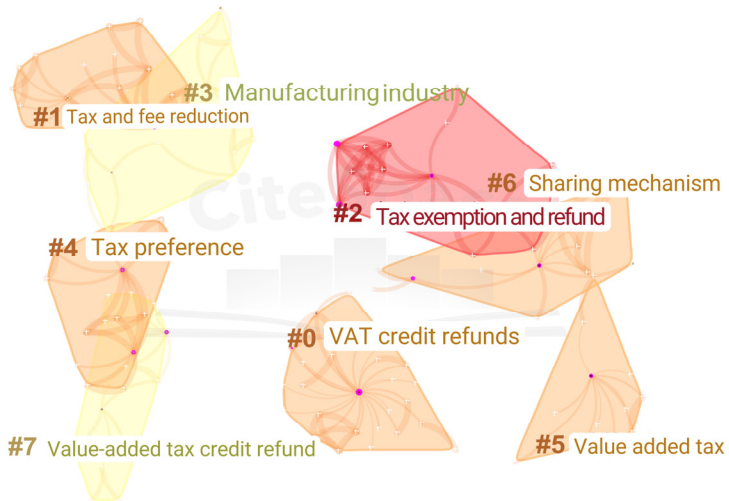 #3 Manufacturing industry
#1 Tax and fee reduction
#6 Sharing mechanism
#2 Tax exemption and refund
#4 Tax preference
#0 VAT credit refunds
#7 Value-added tax credit refund
#5 Value added tax